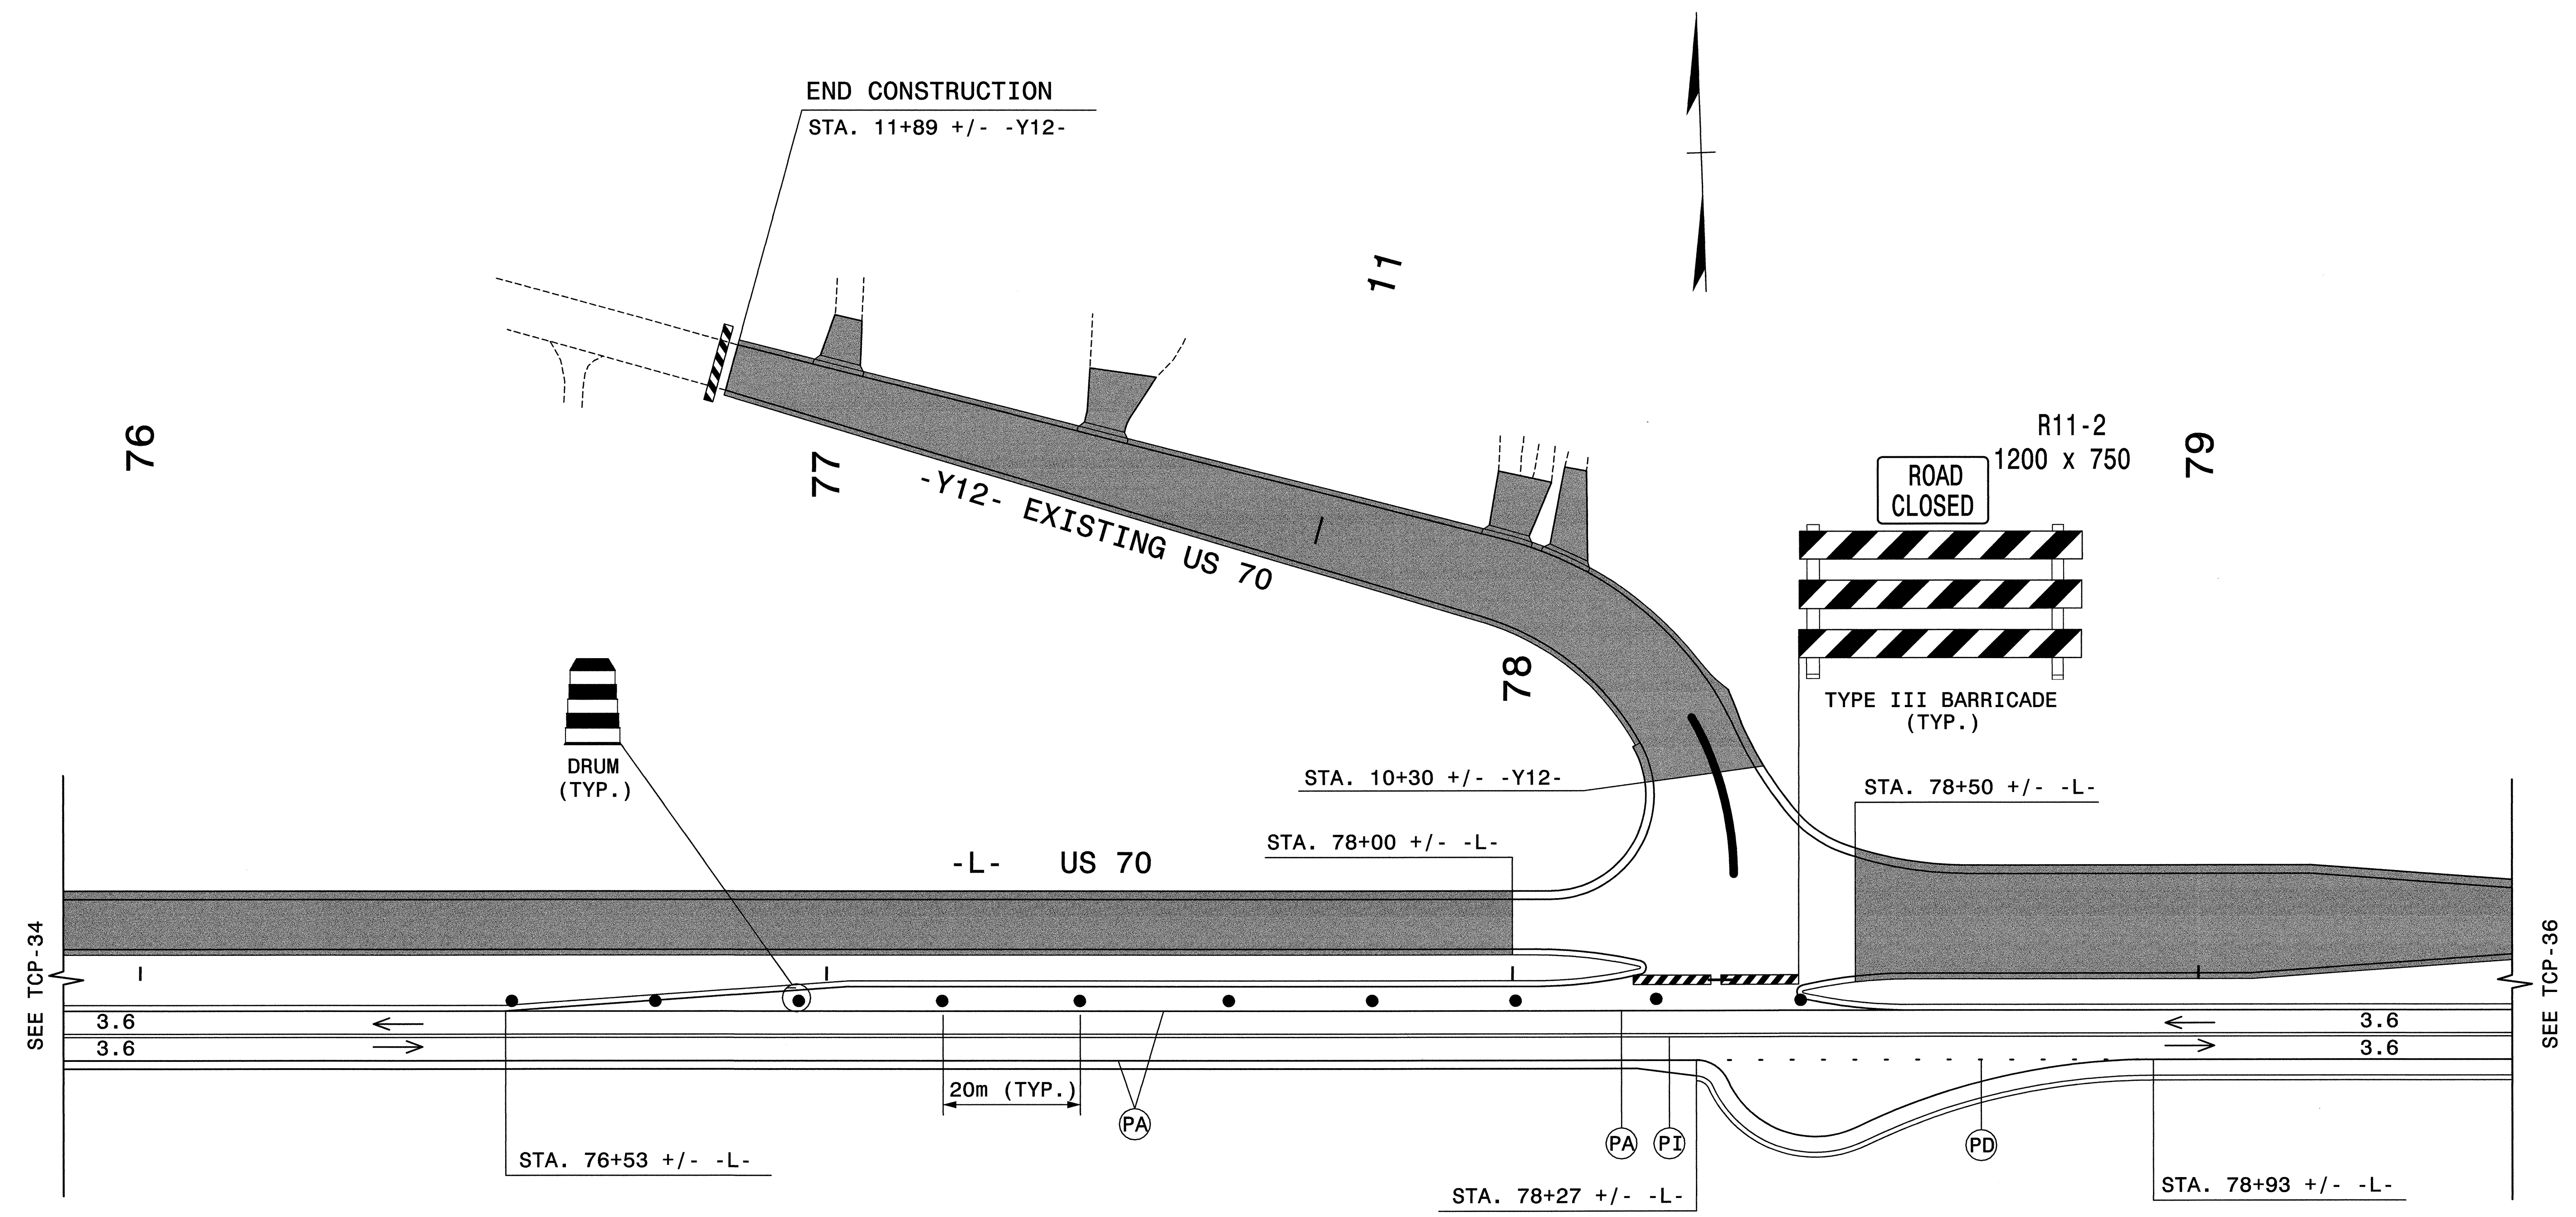 END CONSTRUCTION
STA. 11+89 +/- -Y12-
11
76
77
-Y12- EXISTING US 70
R11-2
1200 x 750
79
ROAD
CLOSED
78
TYPE III BARRICADE
(TYP.)
DRUM
(TYP.)
STA. 10+30 +/- -Y12-
STA. 78+50 +/- -L-
STA. 78+00 +/- -L-
-L- US 70
SEE TCP-34
SEE TCP-36
3.6
3.6
3.6
3.6
20m (TYP.)
PA
PA
PI
PD
STA. 76+53 +/- -L-
STA. 78+27 +/- -L-
STA. 78+93 +/- -L-